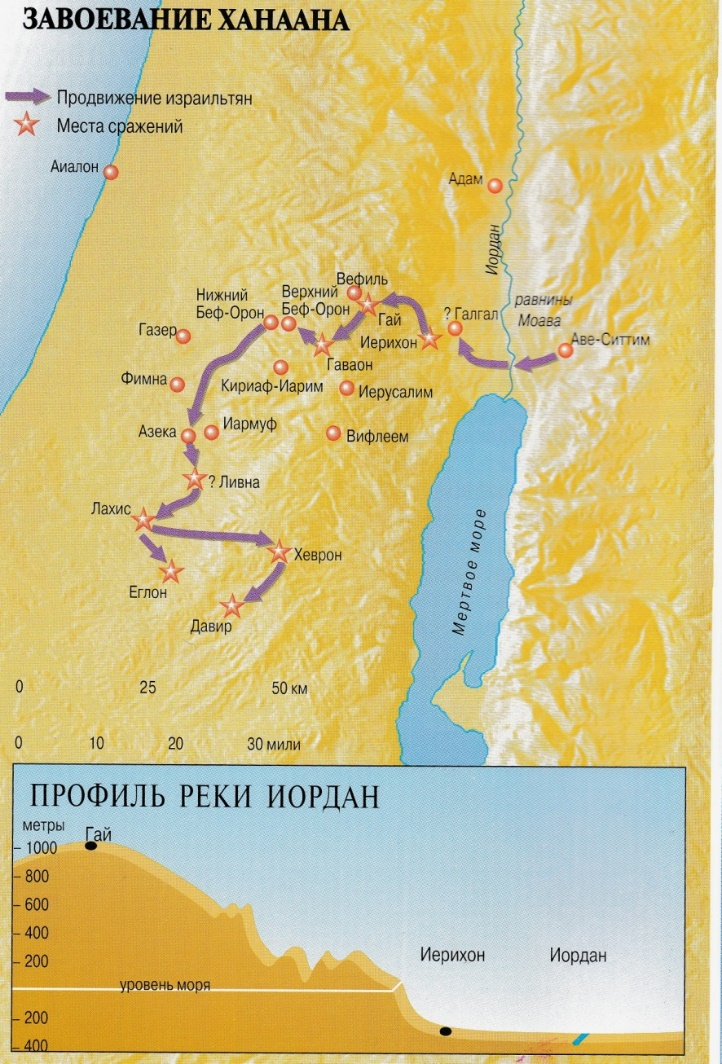 ЗАВОЕВАНИЕ ХАНААНА
Продвижение израильтян
Места сражений
Аиалон
Адам
Иордан
Вефиль
Нижний
Беф-Орон
Верхний
Беф-Орон
Гай
? Галгал
равнины
Моава
Газер
Иерихон
Аве-Ситтим
Гаваон
Фимна
Кириаф-Иарим
Иерусалим
Азека
Иармуф
Вифлеем
? Ливна
Лахис
Хеврон
Еглон
Давир
Мертвое море
0 25 50 км
0 10 20 30 мили
ПРОФИЛЬ РЕКИ ИОРДАН
метры
Гай
1000
800
600
400
200
Иерихон
Иордан
уровень моря
200
400